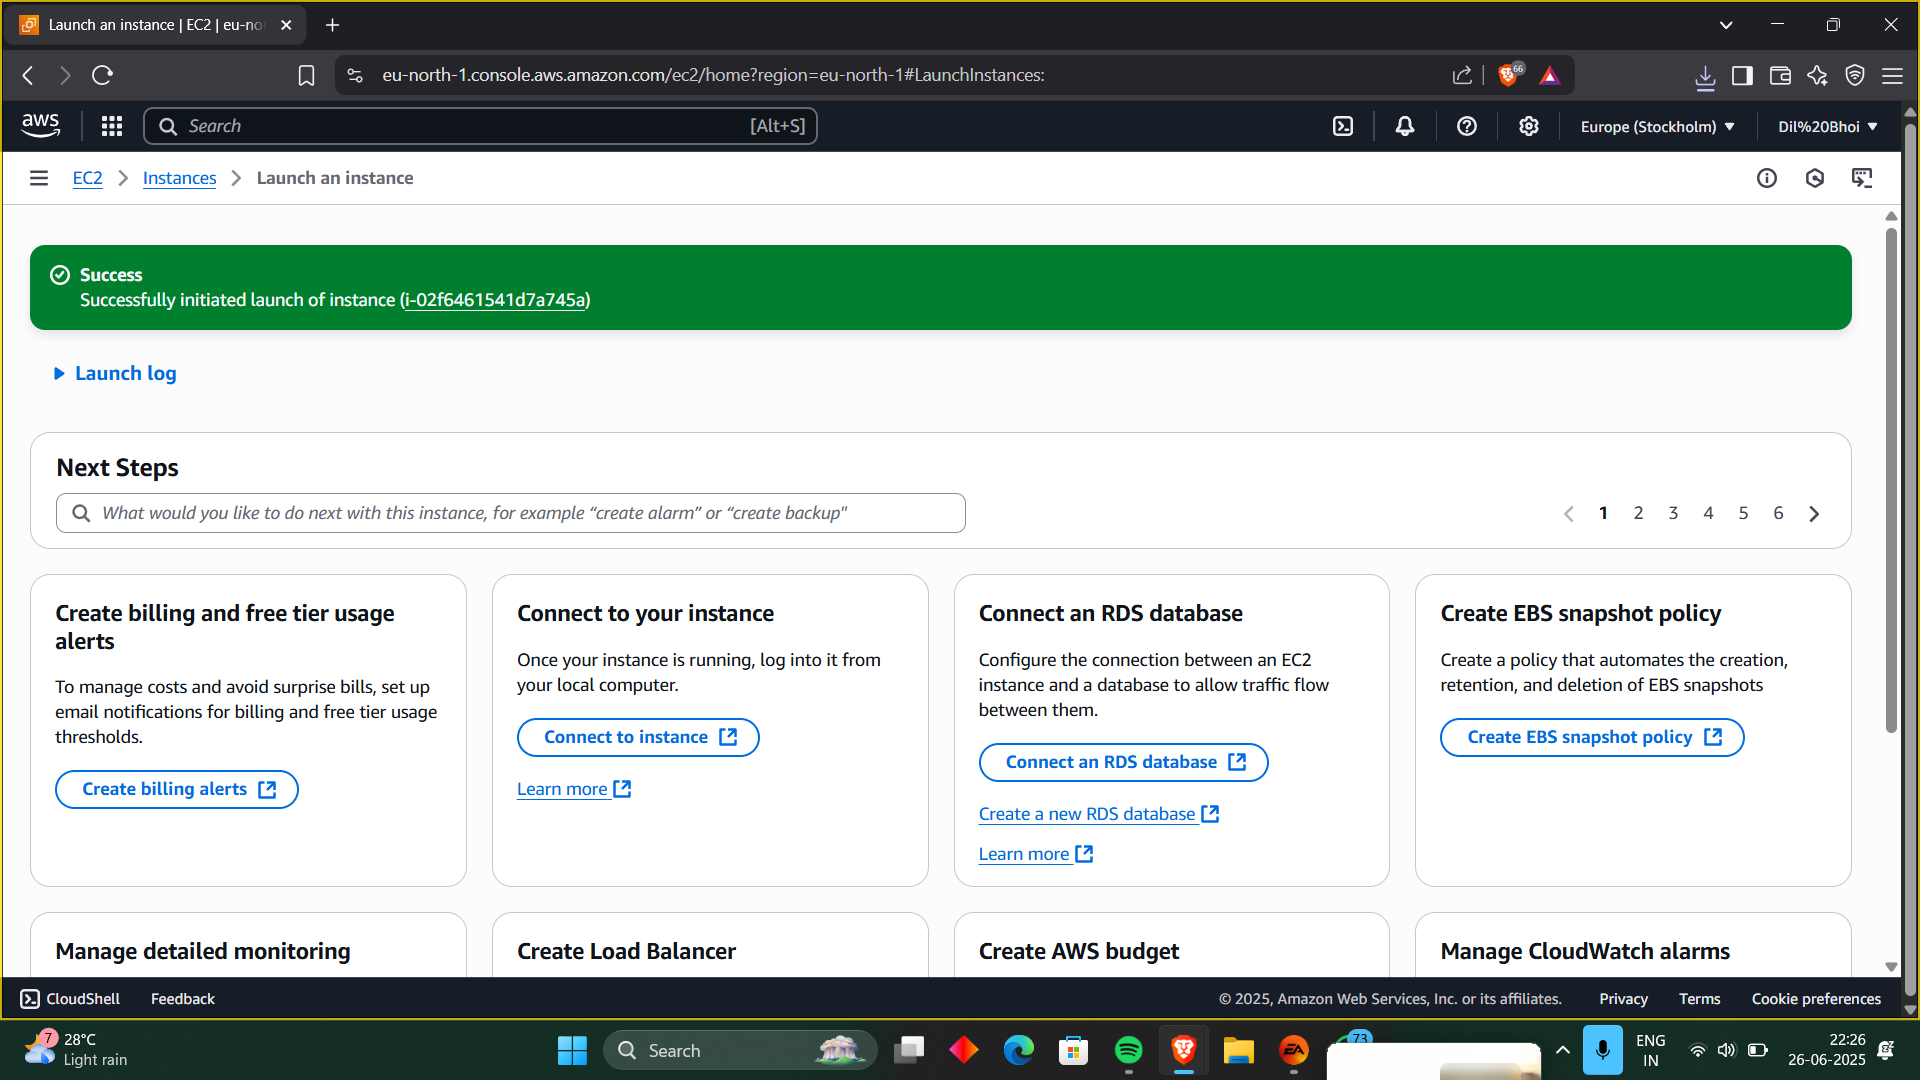 Launch an instance | EC2 | eu-no
eu-north-1.console.aws.amazon.com/ec2/home?region=eu-north-1#LaunchInstances:
66
aws
Search
[Alt+S]
Europe (Stockholm)
Dil%20Bhoi
EC2
Instances
Launch an instance
Success
Successfully initiated launch of instance (i-02f6461541d7a745a)
Launch log
Next Steps
What would you like to do next with this instance, for example “create alarm” or “create backup"
1 2 3 4 5 6
Create billing and free tier usage
alerts
To manage costs and avoid surprise bills, set up
email notifications for billing and free tier usage
thresholds.
Create billing alerts
Connect to your instance
Once your instance is running, log into it from
your local computer.
Connect to instance
Learn more
Connect an RDS database
Configure the connection between an EC2
instance and a database to allow traffic flow
between them.
Connect an RDS database
Create a new RDS database
Learn more
Create EBS snapshot policy
Create a policy that automates the creation,
retention, and deletion of EBS snapshots
Create EBS snapshot policy
Manage detailed monitoring
Create Load Balancer
Create AWS budget
Manage CloudWatch alarms
CloudShell
Feedback
© 2025, Amazon Web Services, Inc. or its affiliates.
Privacy
Terms
Cookie preferences
7
28°C
Light rain
Search
EA
73
ENG
IN
22:26
26-06-2025